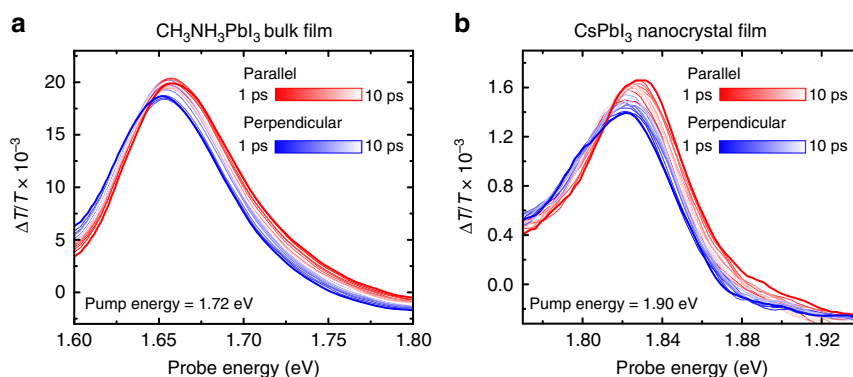 a
CH₃NH₃PbI₃ bulk film
20
15
10
5
0
ΔT/T × 10⁻³
Parallel
1 ps 10 ps
Perpendicular
1 ps 10 ps
Pump energy = 1.72 eV
1.60 1.65 1.70 1.75 1.80
Probe energy (eV)
b
CsPbI₃ nanocrystal film
1.6
1.2
0.8
0.4
0.0
ΔT/T × 10⁻³
Parallel
1 ps 10 ps
Perpendicular
1 ps 10 ps
Pump energy = 1.90 eV
1.80 1.84 1.88 1.92
Probe energy (eV)